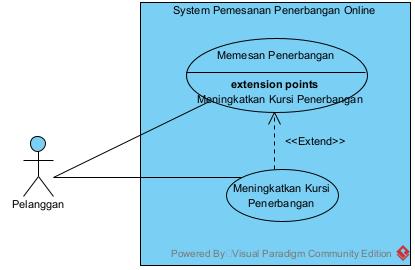 System Pemesanan Penerbangan Online
Memesan Penerbangan
extension points
Meningkatkan Kursi Penerbangan
<<Extend>>
Pelanggan
Meningkatkan Kursi
Penerbangan
Powered By Visual Paradigm Community Edition